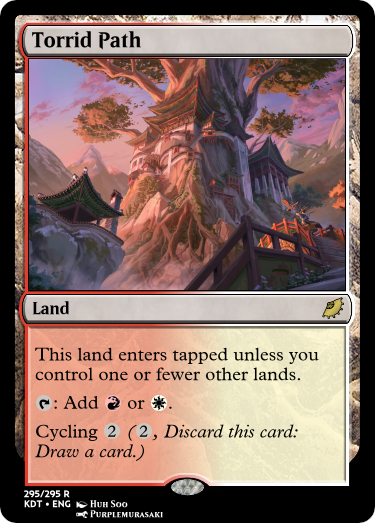 Torrid Path
Land
This land enters tapped unless you
control one or fewer other lands.
: Add or .
Cycling 2 (2, Discard this card:
Draw a card.)
295/295 R
KDT • ENG Huh Soo
Purplemurasaki